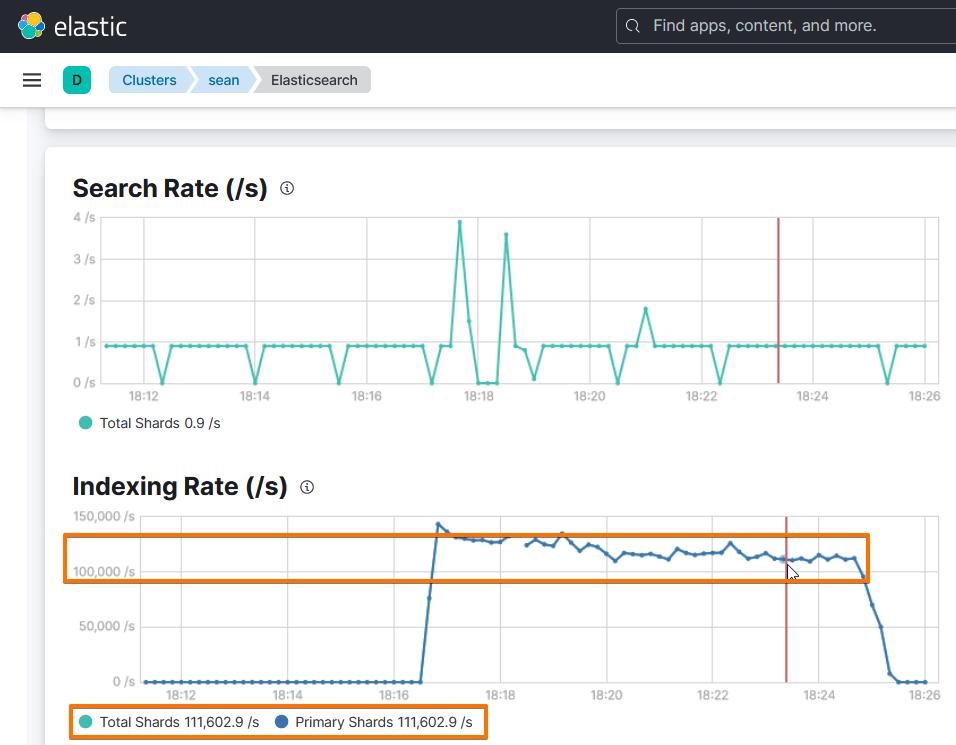 elastic
Find apps, content, and more.
D
Clusters
sean
Elasticsearch
Search Rate (/s)
4 /s
3 /s
2 /s
1 /s
0 /s
18:12 18:14 18:16 18:18 18:20 18:22 18:24 18:26
Total Shards 0.9 /s
Indexing Rate (/s)
150,000 /s
100,000 /s
50,000 /s
0 /s
18:12 18:14 18:16 18:18 18:20 18:22 18:24 18:26
Total Shards 111,602.9 /s Primary Shards 111,602.9 /s